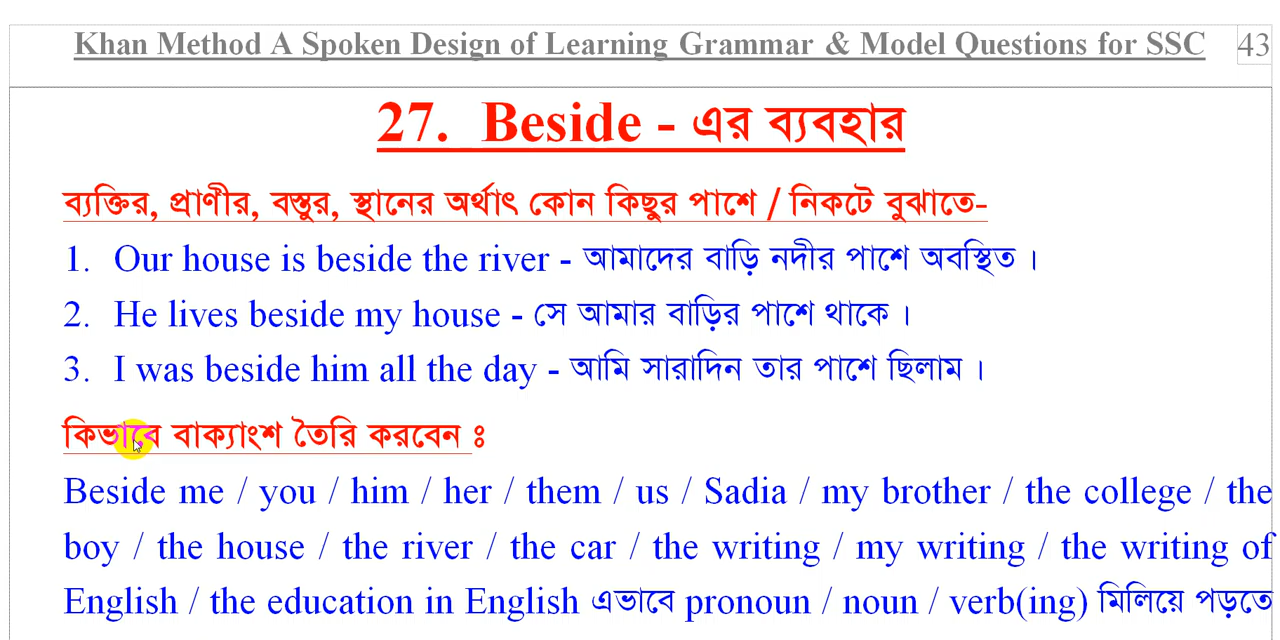 Khan Method A Spoken Design of Learning Grammar & Model Questions for SSC 43
27. Beside - এর ব্যবহার
ব্যক্তির, প্রাণীর, বস্তুর, স্থানের অর্থাৎ কোন কিছুর পাশে / নিকটে বুঝাতে-
1. Our house is beside the river - আমাদের বাড়ি নদীর পাশে অবস্থিত ।
2. He lives beside my house - সে আমার বাড়ির পাশে থাকে ।
3. I was beside him all the day - আমি সারাদিন তার পাশে ছিলাম ।
কিভাবে বাক্যাংশ তৈরি করবেন ঃ
Beside me / you / him / her / them / us / Sadia / my brother / the college / the
boy / the house / the river / the car / the writing / my writing / the writing of
English / the education in English এভাবে pronoun / noun / verb(ing) মিলিয়ে পড়তে